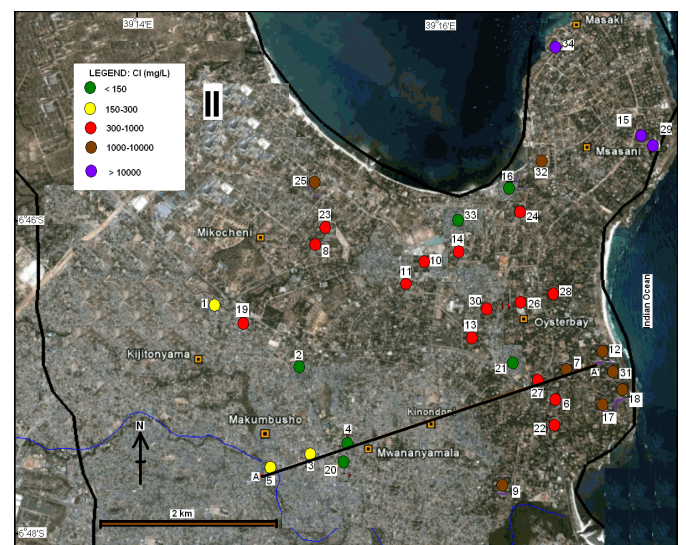 39°14'E
39°16'E
Masaki
34
LEGENED: Cl (mg/L)
< 150
150-300
300-1000
1000-10000
> 10000
II
15
29
Msasani
32
25
16
6°46'S
23
33
24
Mikocheni
8
14
10
11
28
1
19
30
26
Indian Ocean
Oysterbay
13
12
Kijitonyama
2
21
7
A'
31
27
18
6
17
Makumbusho
Kinondoni
22
N
4
Mwananyamala
3
20
A
5
9
2 km
6°48'S